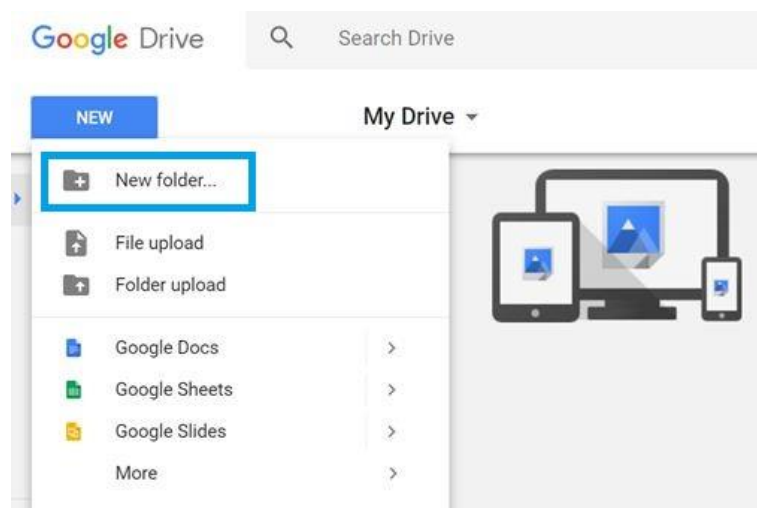 Google Drive Search Drive
NEW My Drive
New folder...
File upload
Folder upload
Google Docs
Google Sheets
Google Slides
More